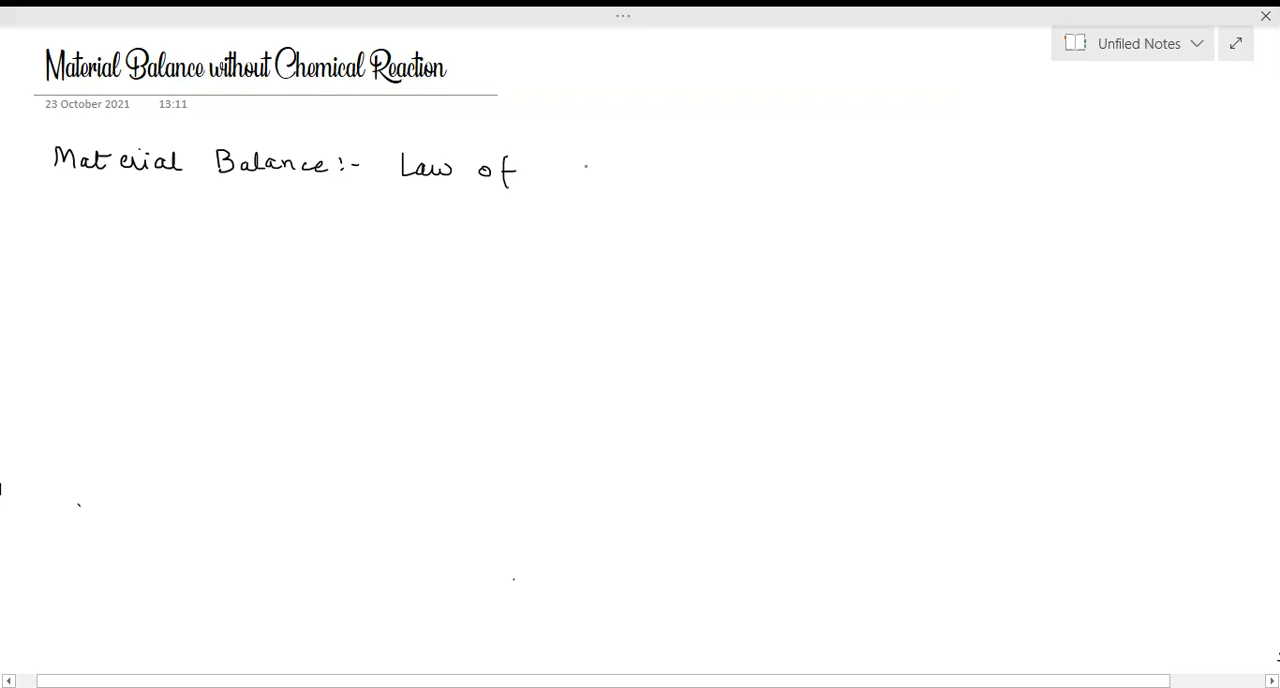 Unfiled Notes
Material Balance without Chemical Reaction
23 October 2021 13:11
Material Balance:- Law of